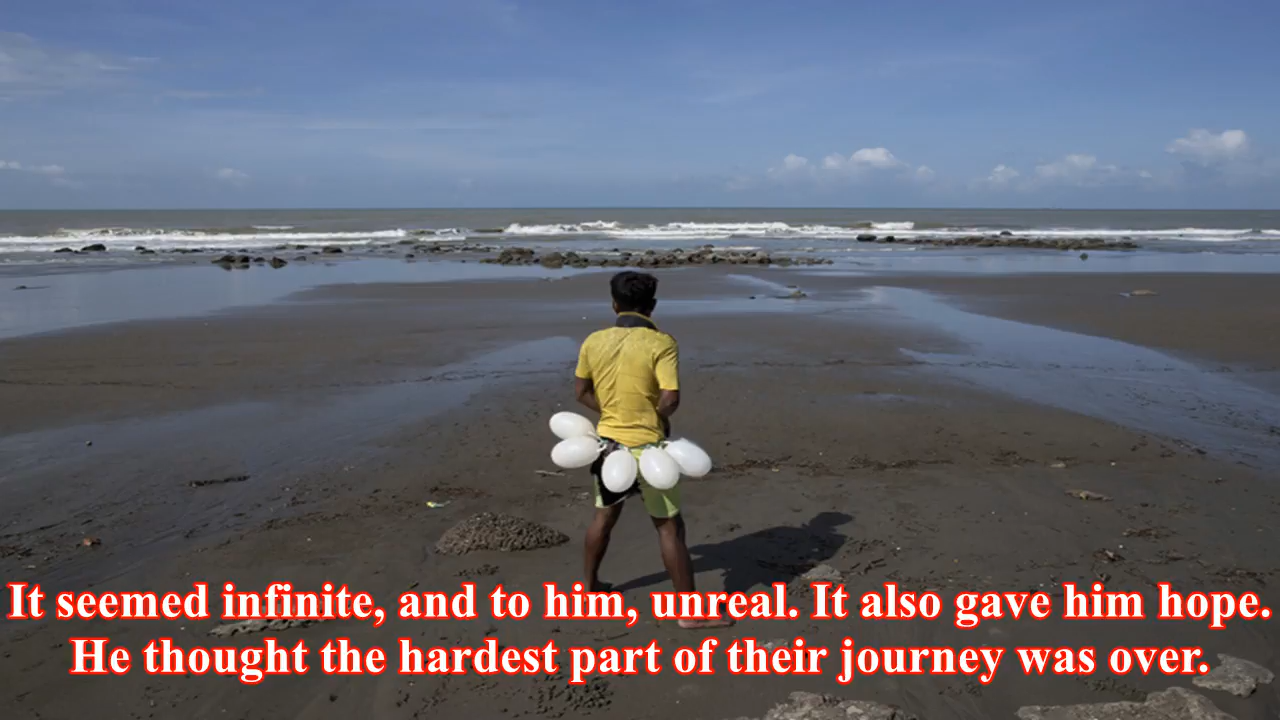 It seemed infinite, and to him, unreal. It also gave him hope.
He thought the hardest part of their journey was over.